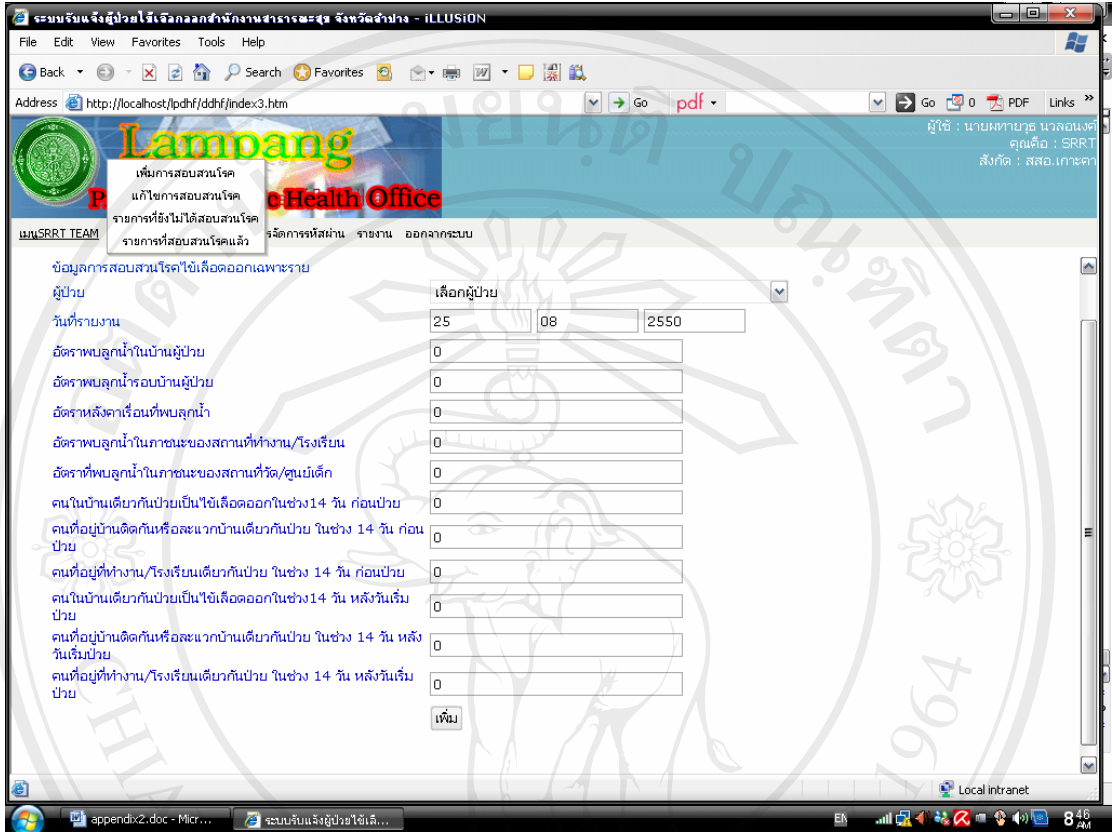 ระบบรับแจ้งผู้ป่วยไข้เลือดออกสำนักงานสาธารณะสุข จังหวัดลำปาง - iLLUSiON
File Edit View Favorites Tools Help
Back Search Favorites
Address http://localhost/lpdhf/ddhf/index3.htm Go pdf Go 0 PDF Links »
Lampang
Health Office
ผู้ใช้ : นายผทายุธ นวลอนงค์
คุณคือ : SRRT
สังกัด : สสอ.เกาะคา
เพิ่มการสอบสวนโรค
แก้ไขการสอบสวนโรค
รายการที่ยังไม่ได้สอบสวนโรค
รายการที่สอบสวนโรคแล้ว
เมนูSRRT TEAM รจัดการรหัสผ่าน รายงาน ออกจากระบบ
ข้อมูลการสอบสวนโรคไข้เลือดออกเฉพาะราย
ผู้ป่วย เลือกผู้ป่วย
วันที่รายงาน 25 08 2550
อัตราพบลูกน้ำในบ้านผู้ป่วย 0
อัตราพบลูกน้ำรอบบ้านผู้ป่วย 0
อัตราหลังคาเรือนที่พบลุกน้ำ 0
อัตราพบลูกน้ำในภาชนะของสถานที่ทำงาน/โรงเรียน 0
อัตราที่พบลูกน้ำในภาชนะของสถานที่วัด/ศูนย์เด็ก 0
คนในบ้านเดียวกันป่วยเป็นไข้เลือดออกในช่วง14 วัน ก่อนป่วย 0
คนที่อยู่บ้านติดกันหรือละแวกบ้านเดียวกันป่วย ในช่วง 14 กัน ก่อน
ป่วย 0
คนที่อยู่ที่ทำงาน/โรงเรียนเดียวกันป่วย ในช่วง 14 วัน ก่อนป่วย 0
คนในบ้านเดียวกันป่วยเป็นไข้เลือดออกในช่วง14 วัน หลังวันเริ่ม
ป่วย 0
คนที่อยู่บ้านติดกันหรือละแวกบ้านเดียวกันป่วย ในช่วง 14 วัน หลัง
วันเริ่มป่วย 0
คนที่อยู่ที่ทำงาน/โรงเรียนเดียวกันป่วย ในช่วง 14 วัน หลังวันเริ่ม
ป่วย 0
เพิ่ม
1964
Local intranet
appendix2.doc - Micr... ระบบรับแจ้งผู้ป่วยไข้เลื... EN 8:46 AM